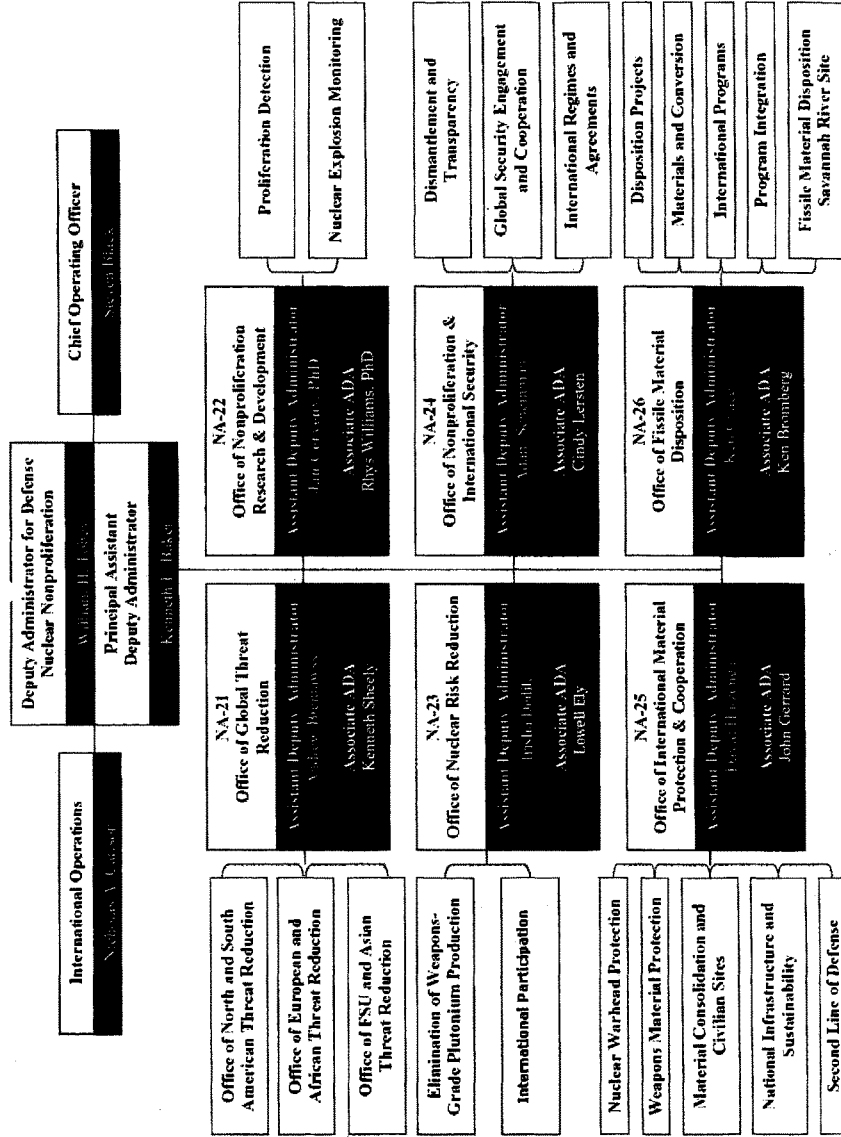 Deputy Administrator for Defense
Nuclear Nonproliferation
William H.
Principal Assistant
Deputy Administrator
Kenneth Baker
International Operations
Nicholas A.
Chief Operating Officer
Steven Black
NA-21
Office of Global Threat
Reduction
Assistant Deputy Administrator
Andrew
Associate ADA
Kenneth Sheely
Office of North and South
American Threat Reduction
Office of European and
African Threat Reduction
Office of FSU and Asian
Threat Reduction
NA-22
Office of Nonproliferation
Research & Development
Assistant Deputy Administrator
PhD
Associate ADA
Rhys Williams, PhD
Proliferation Detection
Nuclear Explosion Monitoring
NA-23
Office of Nuclear Risk Reduction
Assistant Deputy Administrator
Associate ADA
Lowell Ely
Elimination of Weapons-
Grade Plutonium Production
International Participation
NA-24
Office of Nonproliferation &
International Security
Assistant Deputy Administrator
Associate ADA
Cindy Lersten
Dismantlement and
Transparency
Global Security Engagement
and Cooperation
International Regimes and
Agreements
NA-25
Office of International Material
Protection & Cooperation
Assistant Deputy Administrator
David
Associate ADA
John Gerrard
Nuclear Warhead Protection
Weapons Material Protection
Material Consolidation and
Civilian Sites
National Infrastructure and
Sustainability
Second Line of Defense
NA-26
Office of Fissile Material
Disposition
Assistant Deputy Administrator
Associate ADA
Ken Bromberg
Disposition Projects
Materials and Conversion
International Programs
Program Integration
Fissile Material Disposition
Savannah River Site